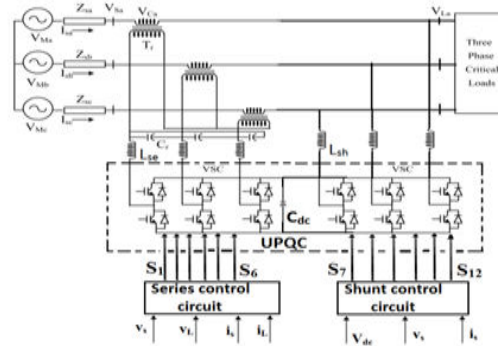 Z_sa V_Sa V_Ca V_La
V_Ma I_sa T_r
Z_sb
V_Mb I_sb
Z_sc
V_Mc I_sc
Three
Phase
Critical
Loads
C_r
L_se L_sh
VSC VSC
C_dc
UPQC
S_1 S_6 S_7 S_12
Series control
circuit
Shunt control
circuit
v_s v_L i_s i_L V_dc v_s i_s